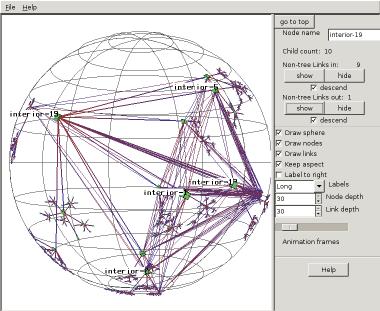 File Help
go to top
Node name interior-19
Child count: 10
Non-tree Links in: 9
show hide
descend
Non-tree Links out: 1
show hide
descend
Draw sphere
Draw nodes
Draw links
Keep aspect
Label to right
Long Labels
30 Node depth
30 Link depth
Animation frames
Help
interior-6
interior-19
interior
interior